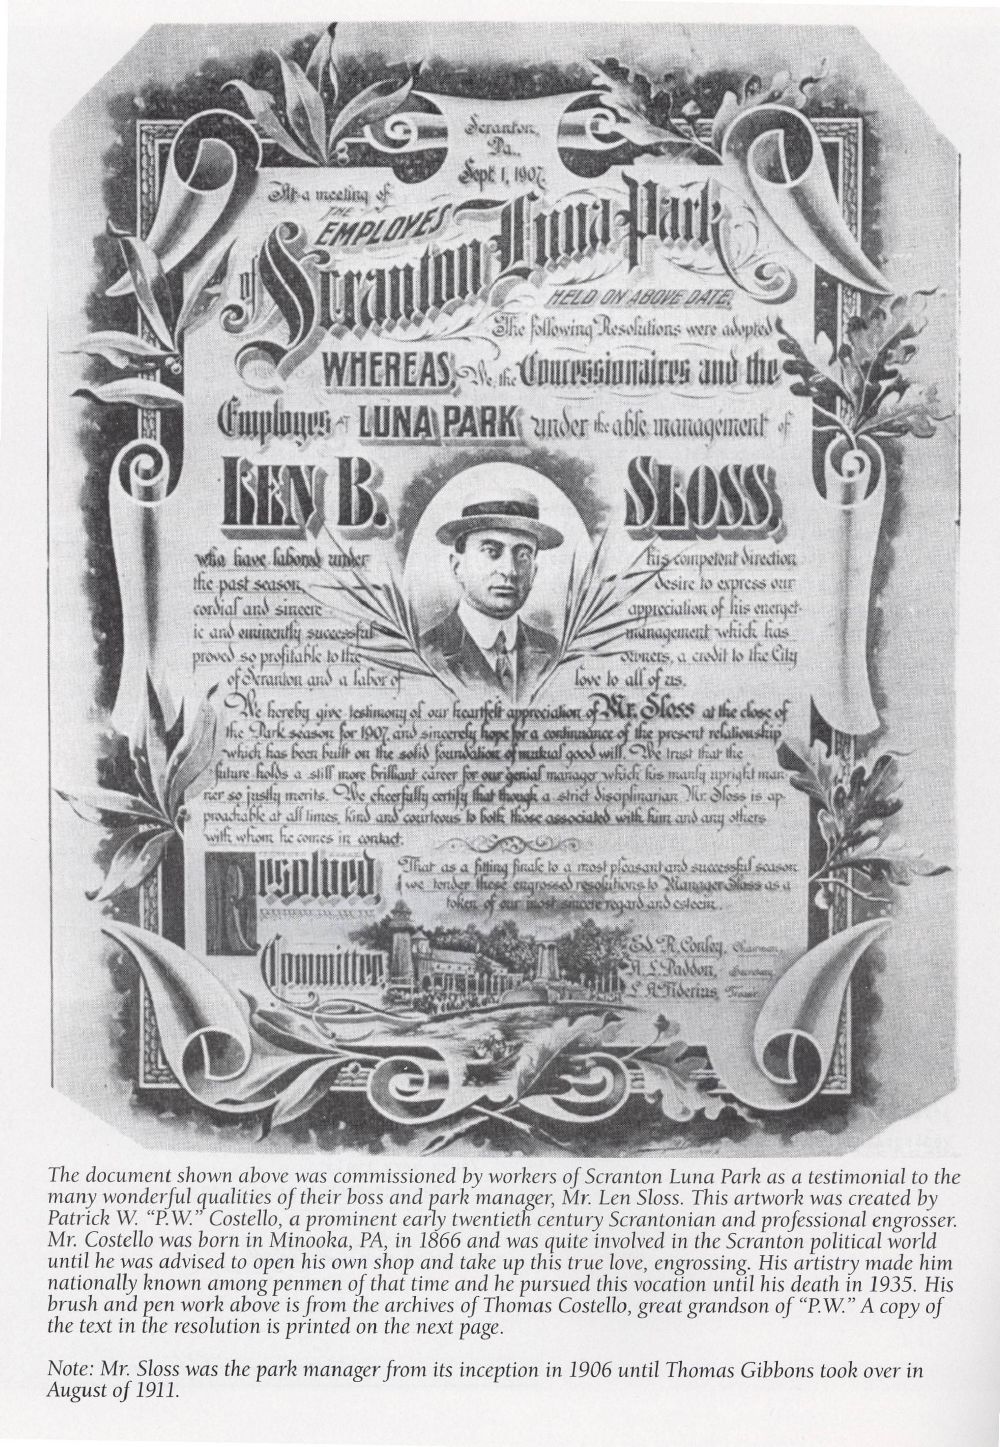 Scranton,
Pa.,
Sept. 1, 1907.
At a meeting of
THE
EMPLOYES
of Scranton Luna Park
HELD ON ABOVE DATE,
The following Resolutions were adopted
WHEREAS, We, the Concessionaires and the
Employes AT LUNA PARK under the able management of
LEN B. SLOSS,
who have labored under his competent direction
the past season, desire to express our
cordial and sincere appreciation of his energet-
ic and eminently successful management which has
proved so profitable to the owners, a credit to the City
of Scranton and a labor of love to all of us.
We hereby give testimony of our heartfelt appreciation of Mr. Sloss at the close of
the Park season for 1907, and sincerely hope for a continuance of the present relationship
which has been built on the solid foundation of mutual good will. We trust that the
future holds a still more brilliant career for our genial manager which his manly upright man-
ner so justly merits. We cheerfully certify that though a strict disciplinarian Mr. Sloss is ap-
proachable at all times, kind and courteous to both those associated with him and any others
with whom he comes in contact.
Resolved, That as a fitting finale to a most pleasant and successful season
we tender these engrossed resolutions to Manager Sloss as a
token of our most sincere regard and esteem.
Committee,
Ed. R. Conley, Chairman,
A. L. Paddon, Secretary,
L. A. Tiderius, Treas.
The document shown above was commissioned by workers of Scranton Luna Park as a testimonial to the
many wonderful qualities of their boss and park manager, Mr. Len Sloss. This artwork was created by
Patrick W. “P.W.” Costello, a prominent early twentieth century Scrantonian and professional engrosser.
Mr. Costello was born in Minooka, PA, in 1866 and was quite involved in the Scranton political world
until he was advised to open his own shop and take up this true love, engrossing. His artistry made him
nationally known among penmen of that time and he pursued this vocation until his death in 1935. His
brush and pen work above is from the archives of Thomas Costello, great grandson of “P.W.” A copy of
the text in the resolution is printed on the next page.
Note: Mr. Sloss was the park manager from its inception in 1906 until Thomas Gibbons took over in
August of 1911.